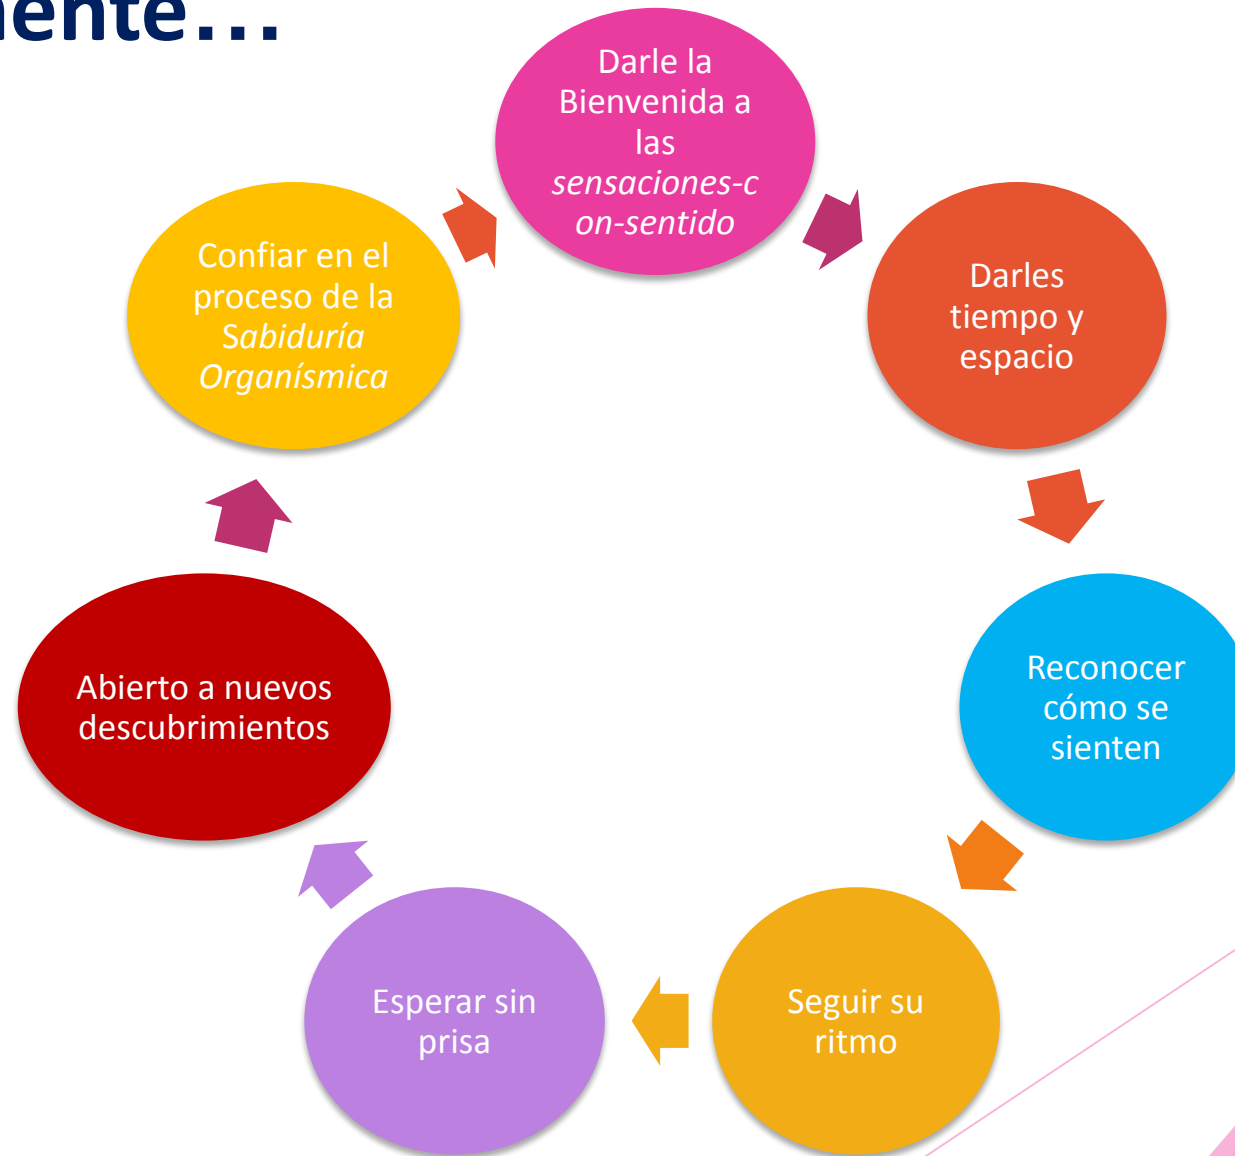 Darle la
Bienvenida a
las
sensaciones-c
on-sentido
Darles
tiempo y
espacio
Reconocer
cómo se
sienten
Seguir su
ritmo
Esperar sin
prisa
Abierto a nuevos
descubrimientos
Confiar en el
proceso de la
Sabiduría
Organísmica